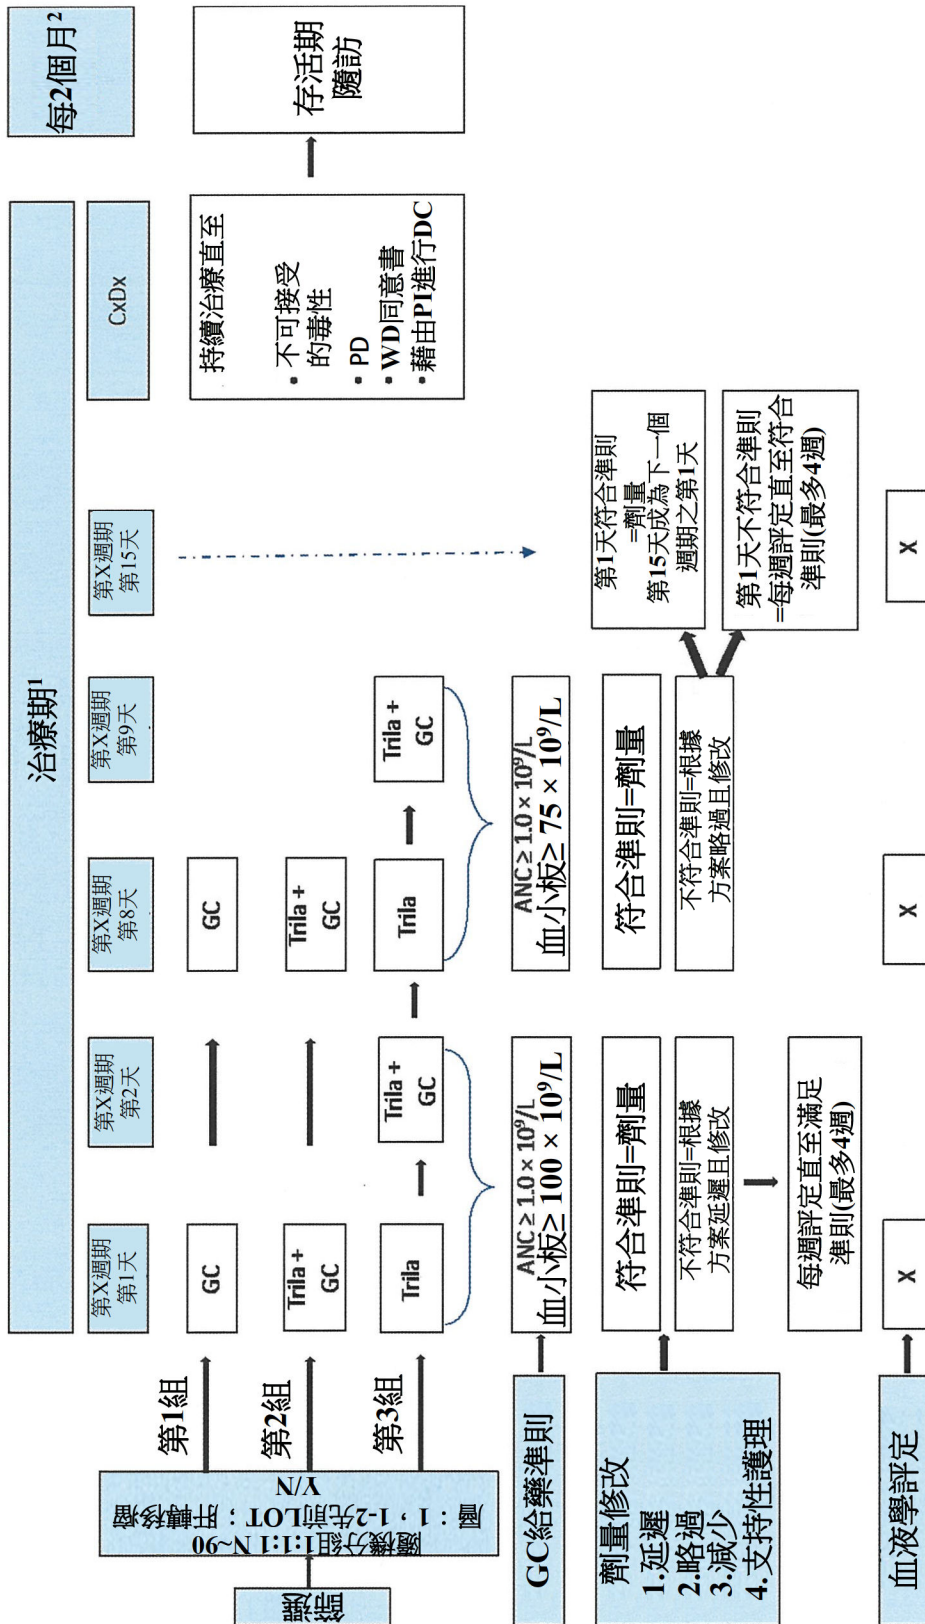 治療期¹
每2個月²
第X週期
第1天
第X週期
第2天
第X週期
第8天
第X週期
第9天
第X週期
第15天
CxDx
篩選
隨機分組1:1:1 N ~90
層：1，1-2先前LOT；肝轉移瘤
Y/N
第1組
GC
GC
第2組
Trila +
GC
Trila +
GC
第3組
Trila
Trila +
GC
Trila
Trila +
GC
持續治療直至
• 不可接受
的毒性
• PD
• WD同意書
• 藉由PI進行DC
存活期
隨訪
GC給藥準則
ANC ≥ 1.0 × 10⁹/L
血小板≥ 100 × 10⁹/L
ANC ≥ 1.0 × 10⁹/L
血小板≥ 75 × 10⁹/L
劑量修改
1.延遲
2.略過
3.減少
4.支持性護理
符合準則=劑量
不符合準則=根據
方案延遲且修改
每週評定直至滿足
準則(最多4週)
符合準則=劑量
不符合準則=根據
方案略過且修改
第1天符合準則
=劑量
第15天成為下一個
週期之第1天
第1天不符合準則
=每週評定直至符合
準則(最多4週)
血液學評定
X
X
X